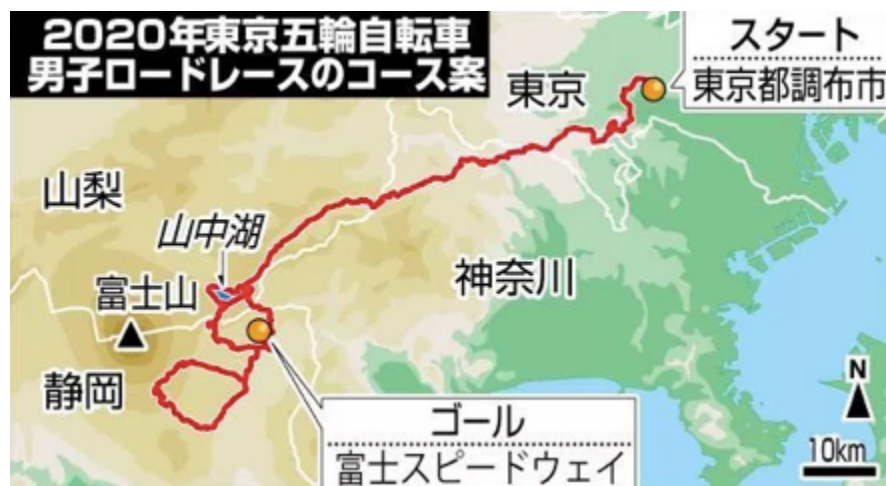 2020年東京五輪自転車
男子ロードレースのコース案
スタート
東京都調布市
東京
山梨
山中湖
富士山
神奈川
静岡
ゴール
富士スピードウェイ
N
10km